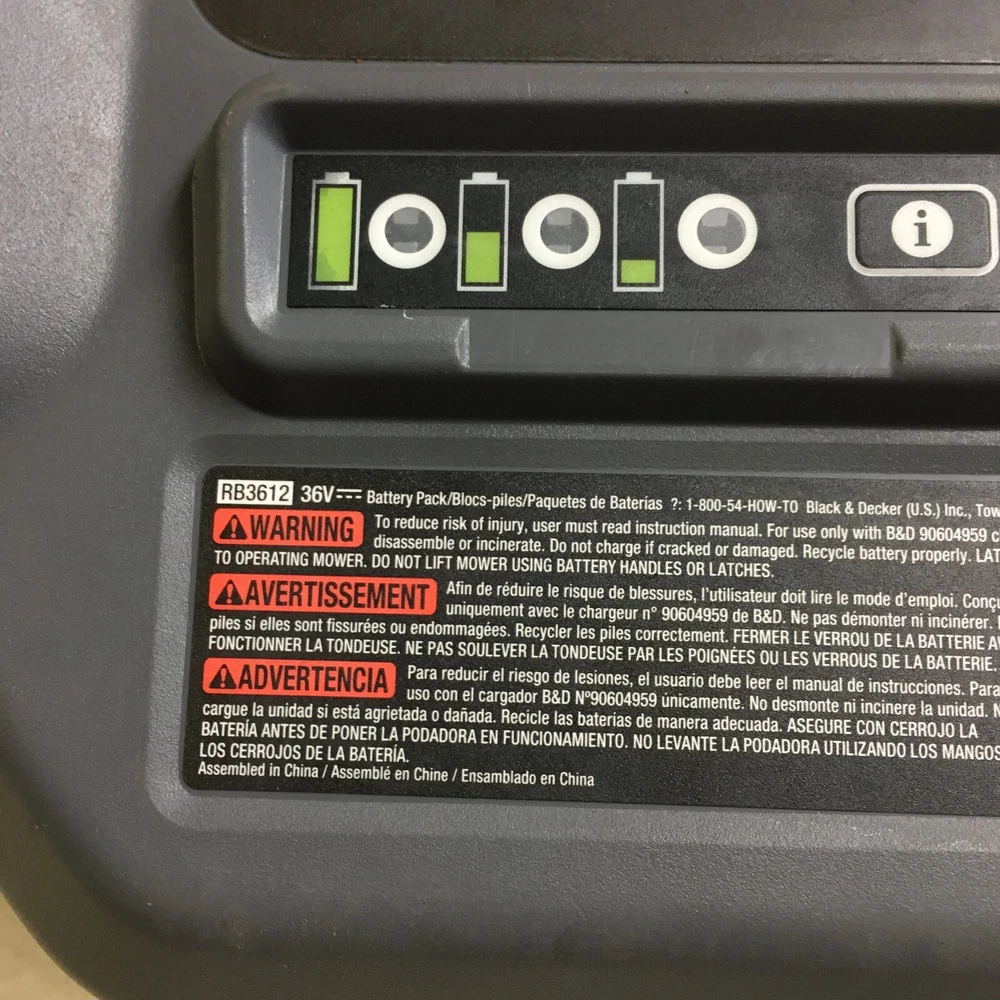 i
RB3612 36V Battery Pack/Blocs-piles/Paquetes de Baterías ?: 1-800-54-HOW-TO Black & Decker (U.S.) Inc., Tow
WARNING To reduce risk of injury, user must read instruction manual. For use only with B&D 90604959 c
disassemble or incinerate. Do not charge if cracked or damaged. Recycle battery properly. LAT
TO OPERATING MOWER. DO NOT LIFT MOWER USING BATTERY HANDLES OR LATCHES.
AVERTISSEMENT Afin de réduire le risque de blessures, l'utilisateur doit lire le mode d'emploi. Conç
uniquement avec le chargeur n° 90604959 de B&D. Ne pas démonter ni incinérer.
piles si elles sont fissurées ou endommagées. Recycler les piles correctement. FERMER LE VERROU DE LA BATTERIE AV
FONCTIONNER LA TONDEUSE. NE PAS SOULEVER LA TONDEUSE PAR LES POIGNÉES OU LES VERROUS DE LA BATTERIE.
ADVERTENCIA Para reducir el riesgo de lesiones, el usuario debe leer el manual de instrucciones. Para
uso con el cargador B&D N°90604959 únicamente. No desmonte ni incinere la unidad. N
cargue la unidad si está agrietada o dañada. Recicle las baterías de manera adecuada. ASEGURE CON CERROJO LA
BATERÍA ANTES DE PONER LA PODADORA EN FUNCIONAMIENTO. NO LEVANTE LA PODADORA UTILIZANDO LOS MANGOS
LOS CERROJOS DE LA BATERÍA.
Assembled in China / Assemblé en Chine / Ensamblado en China